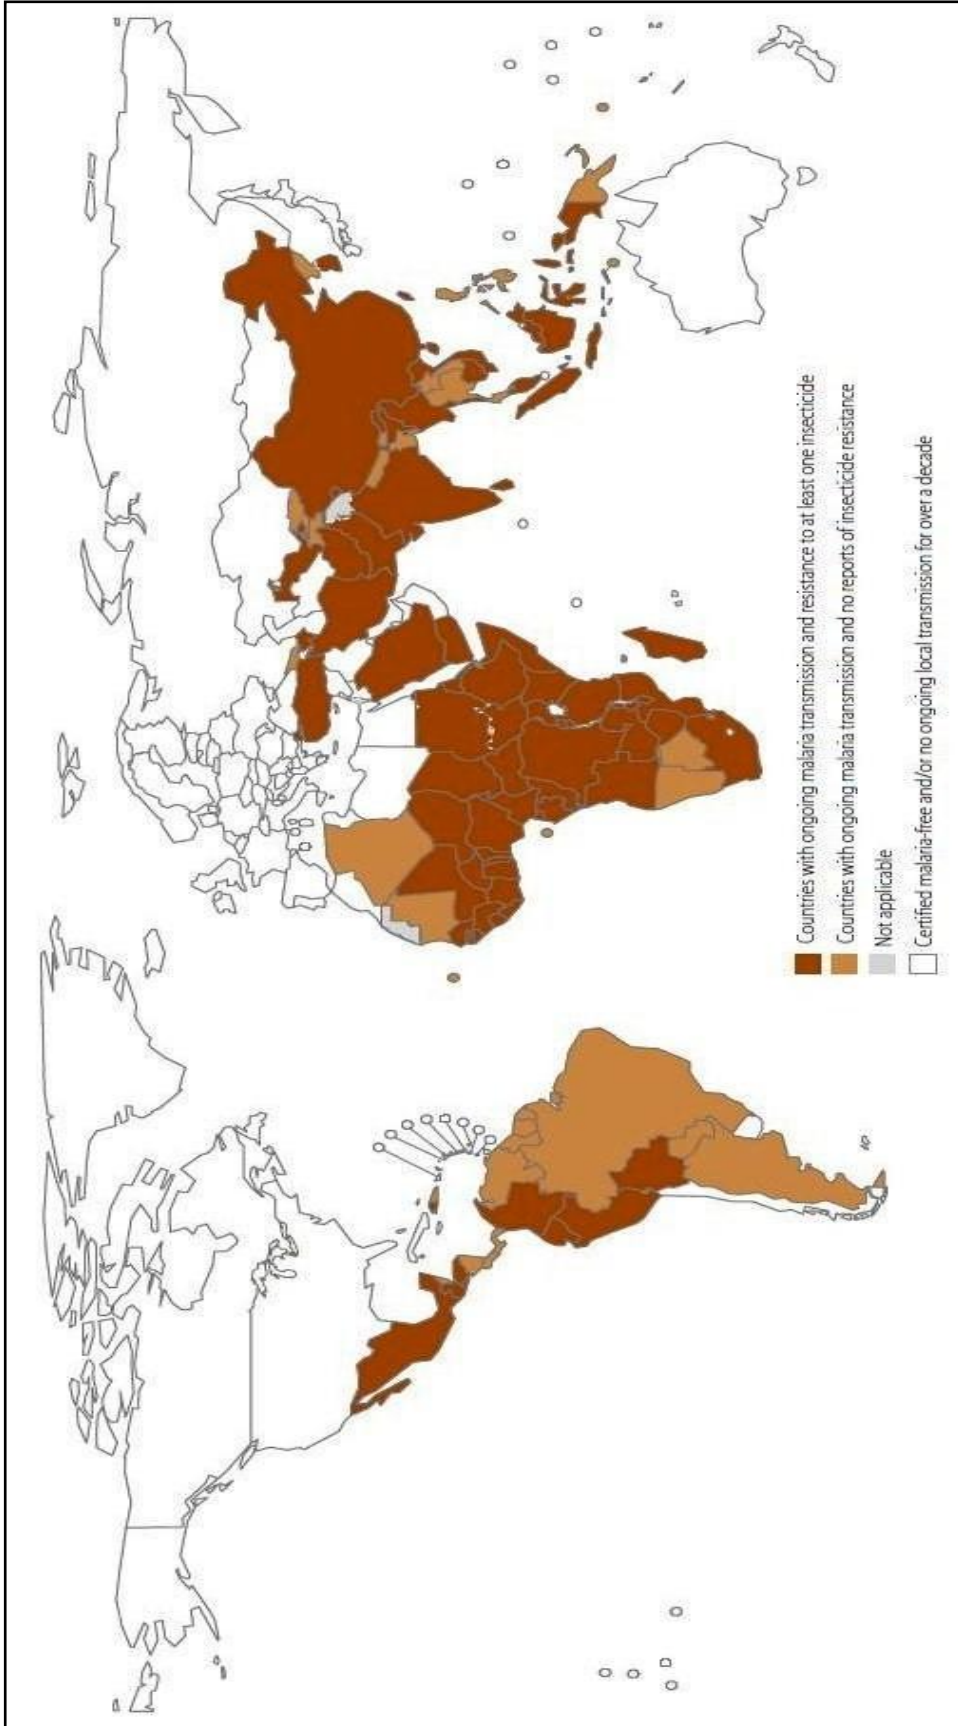 Countries with ongoing malaria transmission and resistance to at least one insecticide
Countries with ongoing malaria transmission and no reports of insecticide resistance
Not applicable
Certified malaria-free and/or no ongoing local transmission for over a decade